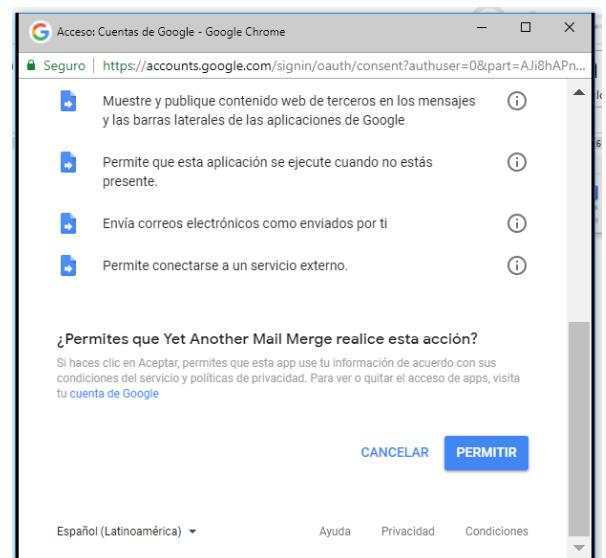 Acceso: Cuentas de Google - Google Chrome
Seguro | https://accounts.google.com/signin/oauth/consent?authuser=0&part=AJi8hAPn...
Muestre y publique contenido web de terceros en los mensajes
y las barras laterales de las aplicaciones de Google
Permite que esta aplicación se ejecute cuando no estás
presente.
Envía correos electrónicos como enviados por ti
Permite conectarse a un servicio externo.
¿Permites que Yet Another Mail Merge realice esta acción?
Si haces clic en Aceptar, permites que esta app use tu información de acuerdo con sus
condiciones del servicio y políticas de privacidad. Para ver o quitar el acceso de apps, visita
tu cuenta de Google
CANCELAR PERMITIR
Español (Latinoamérica) Ayuda Privacidad Condiciones